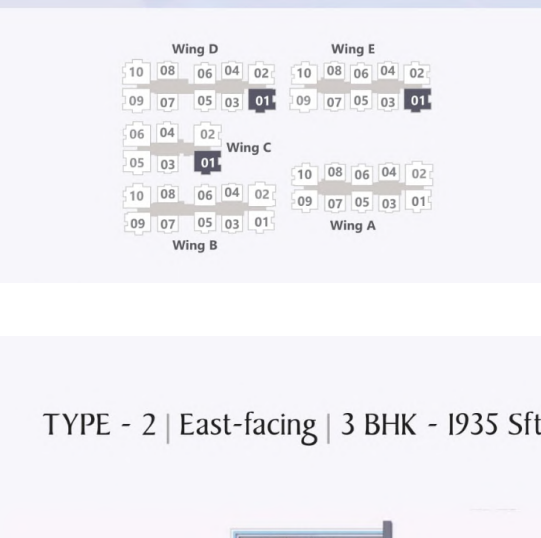 Wing D Wing E
10 08 06 04 02 10 08 06 04 02
09 07 05 03 01 09 07 05 03 01
06 04 02
Wing C
05 03 01
10 08 06 04 02
09 07 05 03 01
Wing A
10 08 06 04 02
09 07 05 03 01
Wing B
TYPE - 2 | East-facing | 3 BHK - 1935 Sft